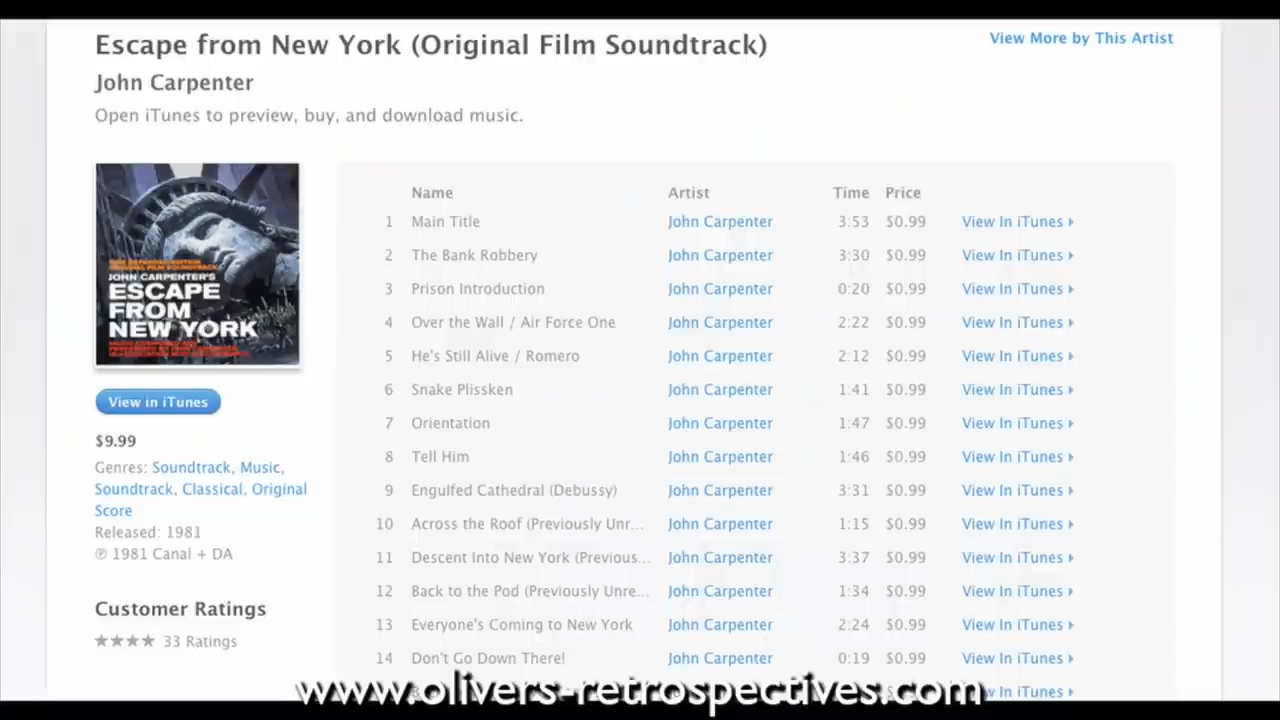 Escape from New York (Original Film Soundtrack)
View More by This Artist
John Carpenter
Open iTunes to preview, buy, and download music.
JOHN CARPENTER'S
ESCAPE
FROM
NEW YORK
View in iTunes
$9.99
Genres: Soundtrack, Music,
Soundtrack, Classical, Original
Score
Released: 1981
℗ 1981 Canal + DA
Customer Ratings
★★★★ 33 Ratings
Name Artist Time Price
1 Main Title John Carpenter 3:53 $0.99 View In iTunes
2 The Bank Robbery John Carpenter 3:30 $0.99 View In iTunes
3 Prison Introduction John Carpenter 0:20 $0.99 View In iTunes
4 Over the Wall / Air Force One John Carpenter 2:22 $0.99 View In iTunes
5 He's Still Alive / Romero John Carpenter 2:12 $0.99 View In iTunes
6 Snake Plissken John Carpenter 1:41 $0.99 View In iTunes
7 Orientation John Carpenter 1:47 $0.99 View In iTunes
8 Tell Him John Carpenter 1:46 $0.99 View In iTunes
9 Engulfed Cathedral (Debussy) John Carpenter 3:31 $0.99 View In iTunes
10 Across the Roof (Previously Unr... John Carpenter 1:15 $0.99 View In iTunes
11 Descent Into New York (Previous... John Carpenter 3:37 $0.99 View In iTunes
12 Back to the Pod (Previously Unre... John Carpenter 1:34 $0.99 View In iTunes
13 Everyone's Coming to New York John Carpenter 2:24 $0.99 View In iTunes
14 Don't Go Down There! John Carpenter 0:19 $0.99 View In iTunes
View In iTunes
www.olivers-retrospectives.com